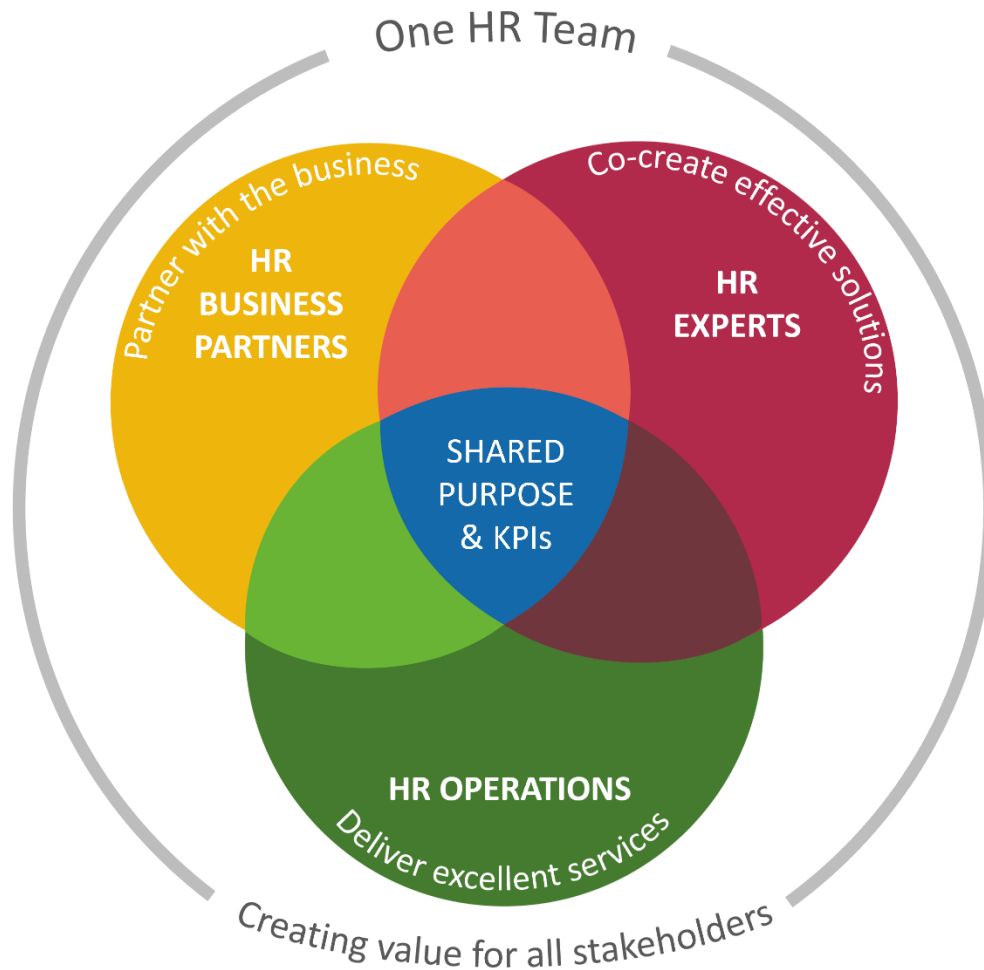 One HR Team
Partner with the business
HR
BUSINESS
PARTNERS
Co-create effective solutions
HR
EXPERTS
SHARED
PURPOSE
& KPIs
HR OPERATIONS
Deliver excellent services
Creating value for all stakeholders